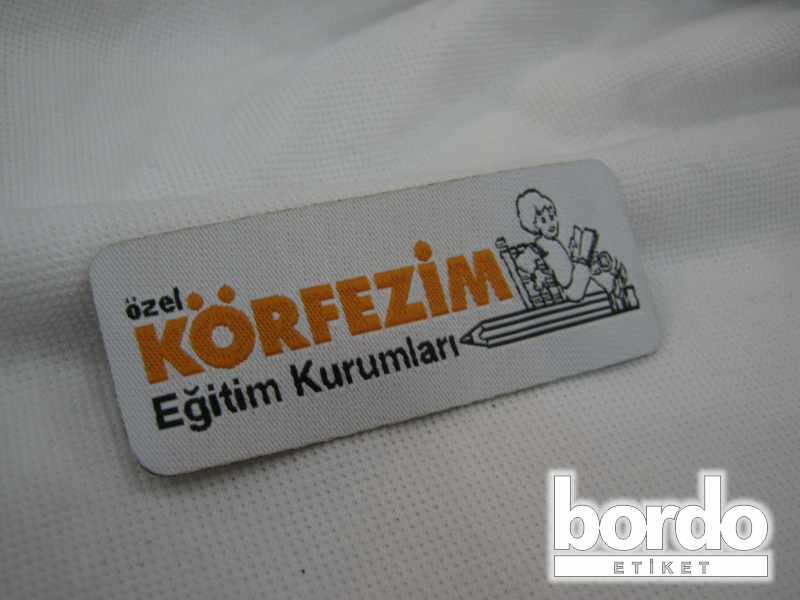 özel
KÖRFEZİM
Eğitim Kurumları
bordo
ETİKET